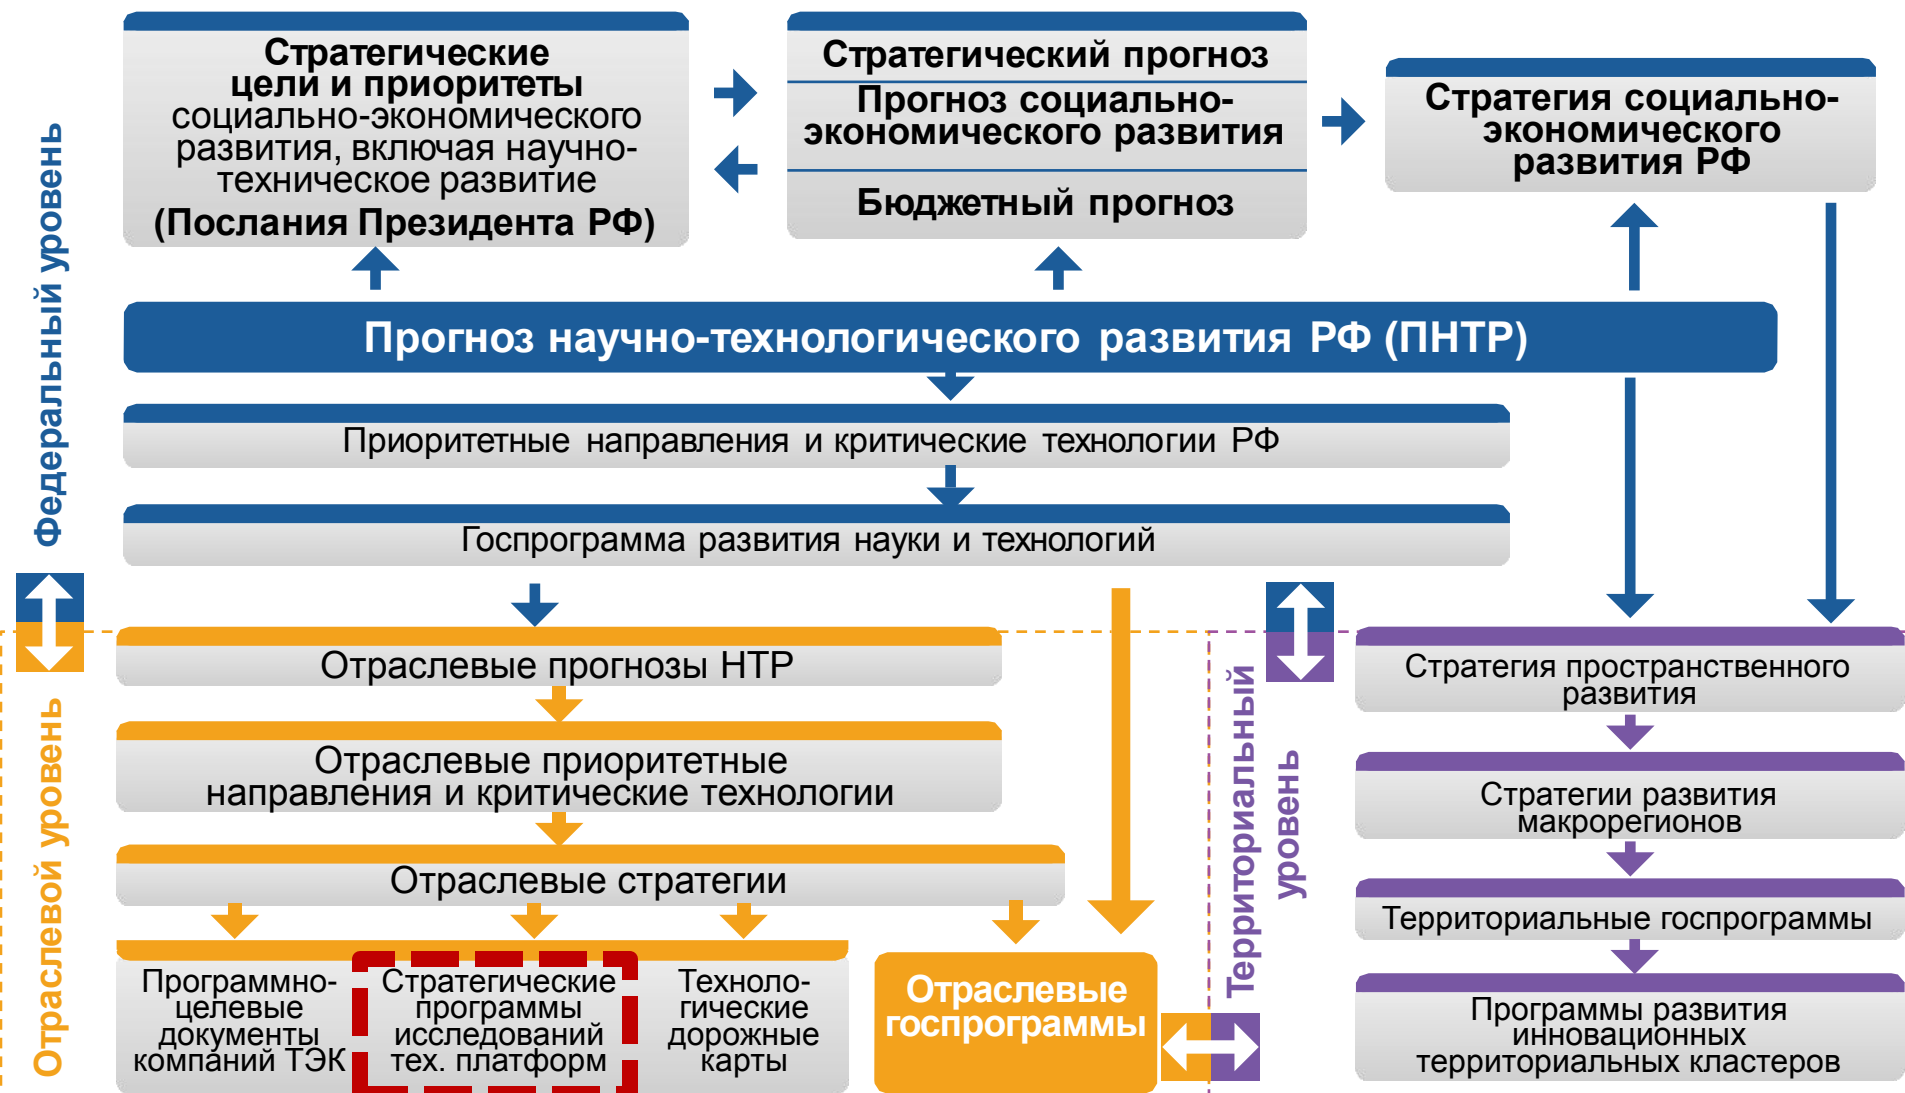 Федеральный уровень
Стратегические
цели и приоритеты
социально-экономического
развития, включая научно-
техническое развитие
(Послания Президента РФ)
Стратегический прогноз
Прогноз социально-
экономического развития
Бюджетный прогноз
Стратегия социально-
экономического
развития РФ
Прогноз научно-технологического развития РФ (ПНТР)
Приоритетные направления и критические технологии РФ
Госпрограмма развития науки и технологий
Отраслевой уровень
Отраслевые прогнозы НТР
Отраслевые приоритетные
направления и критические технологии
Отраслевые стратегии
Программно-
целевые
документы
компаний ТЭК
Стратегические
программы
исследований
тех. платформ
Техноло-
гические
дорожные
карты
Отраслевые
госпрограммы
Территориальный
уровень
Стратегия пространственного
развития
Стратегии развития
макрорегионов
Территориальные госпрограммы
Программы развития
инновационных
территориальных кластеров